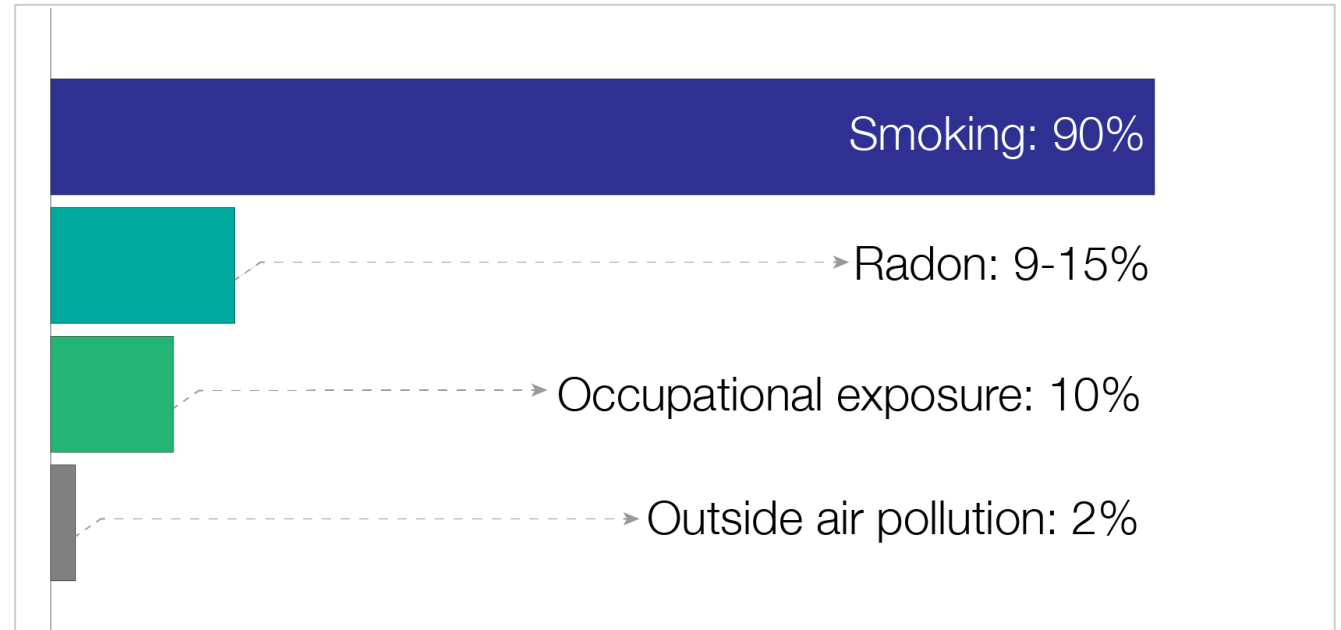 Smoking: 90%
Radon: 9-15%
Occupational exposure: 10%
Outside air pollution: 2%